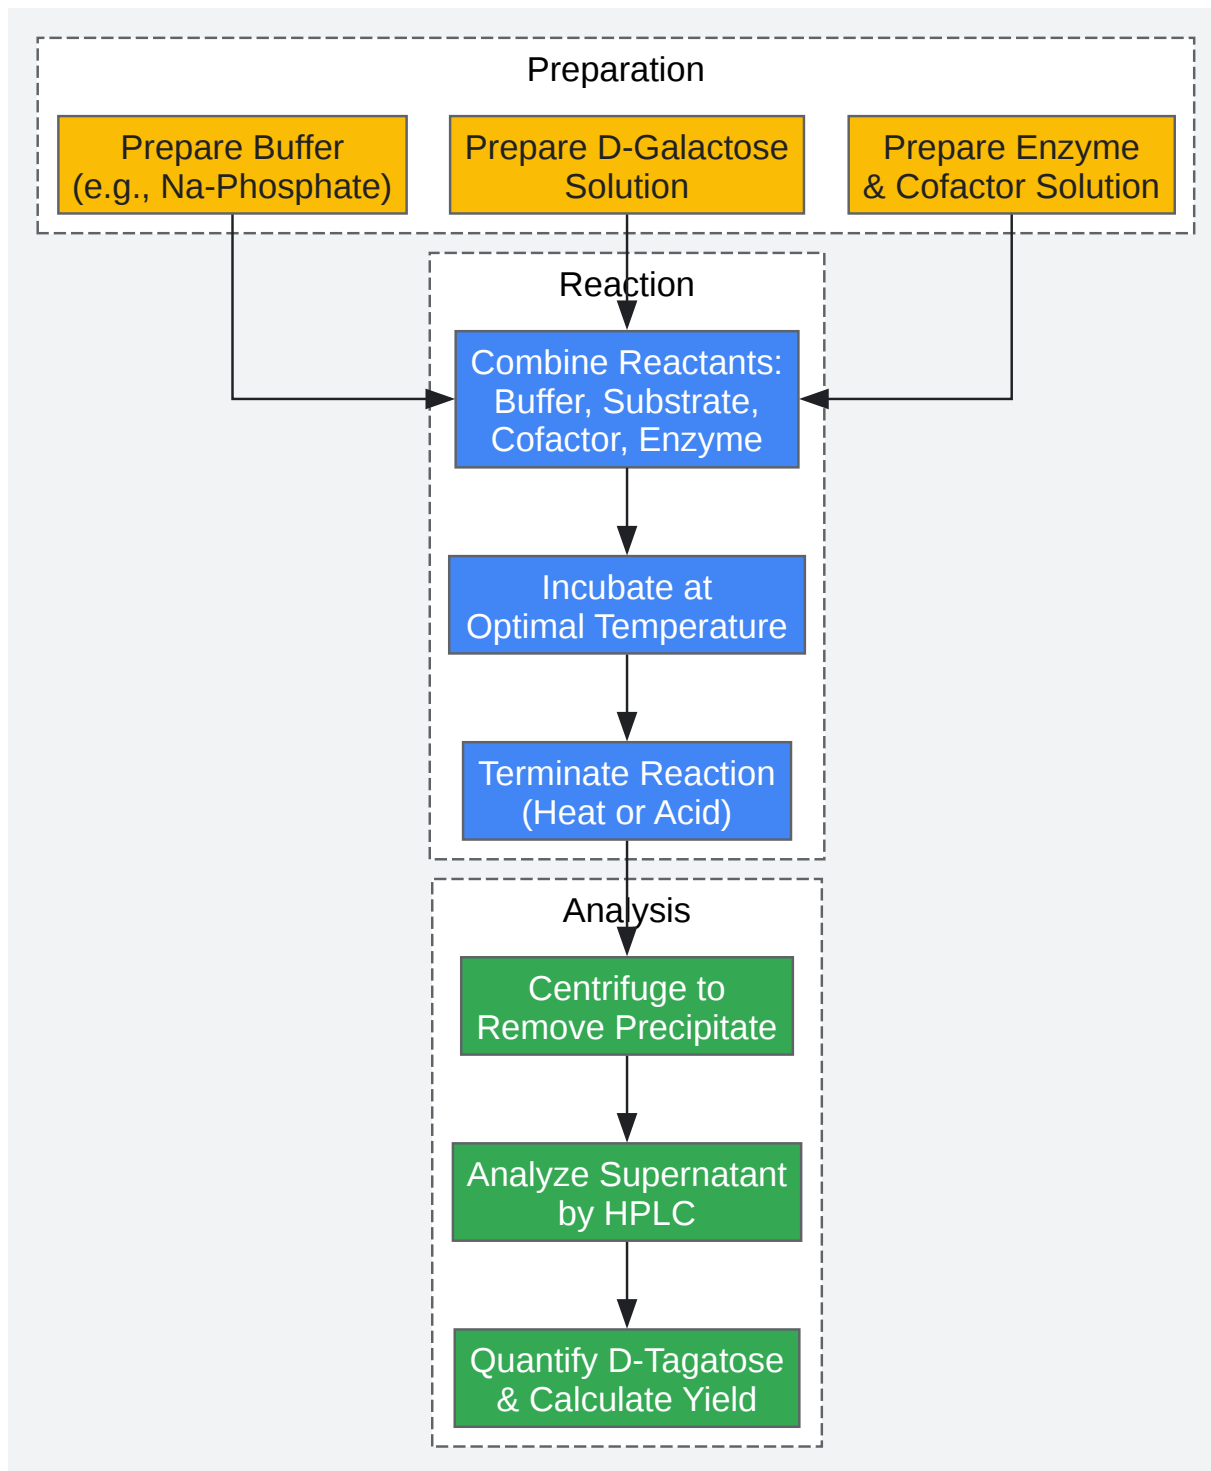 Preparation
Prepare Buffer
(e.g., Na-Phosphate)
Prepare D-Galactose
Solution
Prepare Enzyme
& Cofactor Solution
Reaction
Combine Reactants:
Buffer, Substrate,
Cofactor, Enzyme
Incubate at
Optimal Temperature
Terminate Reaction
(Heat or Acid)
Analysis
Centrifuge to
Remove Precipitate
Analyze Supernatant
by HPLC
Quantify D-Tagatose
& Calculate Yield